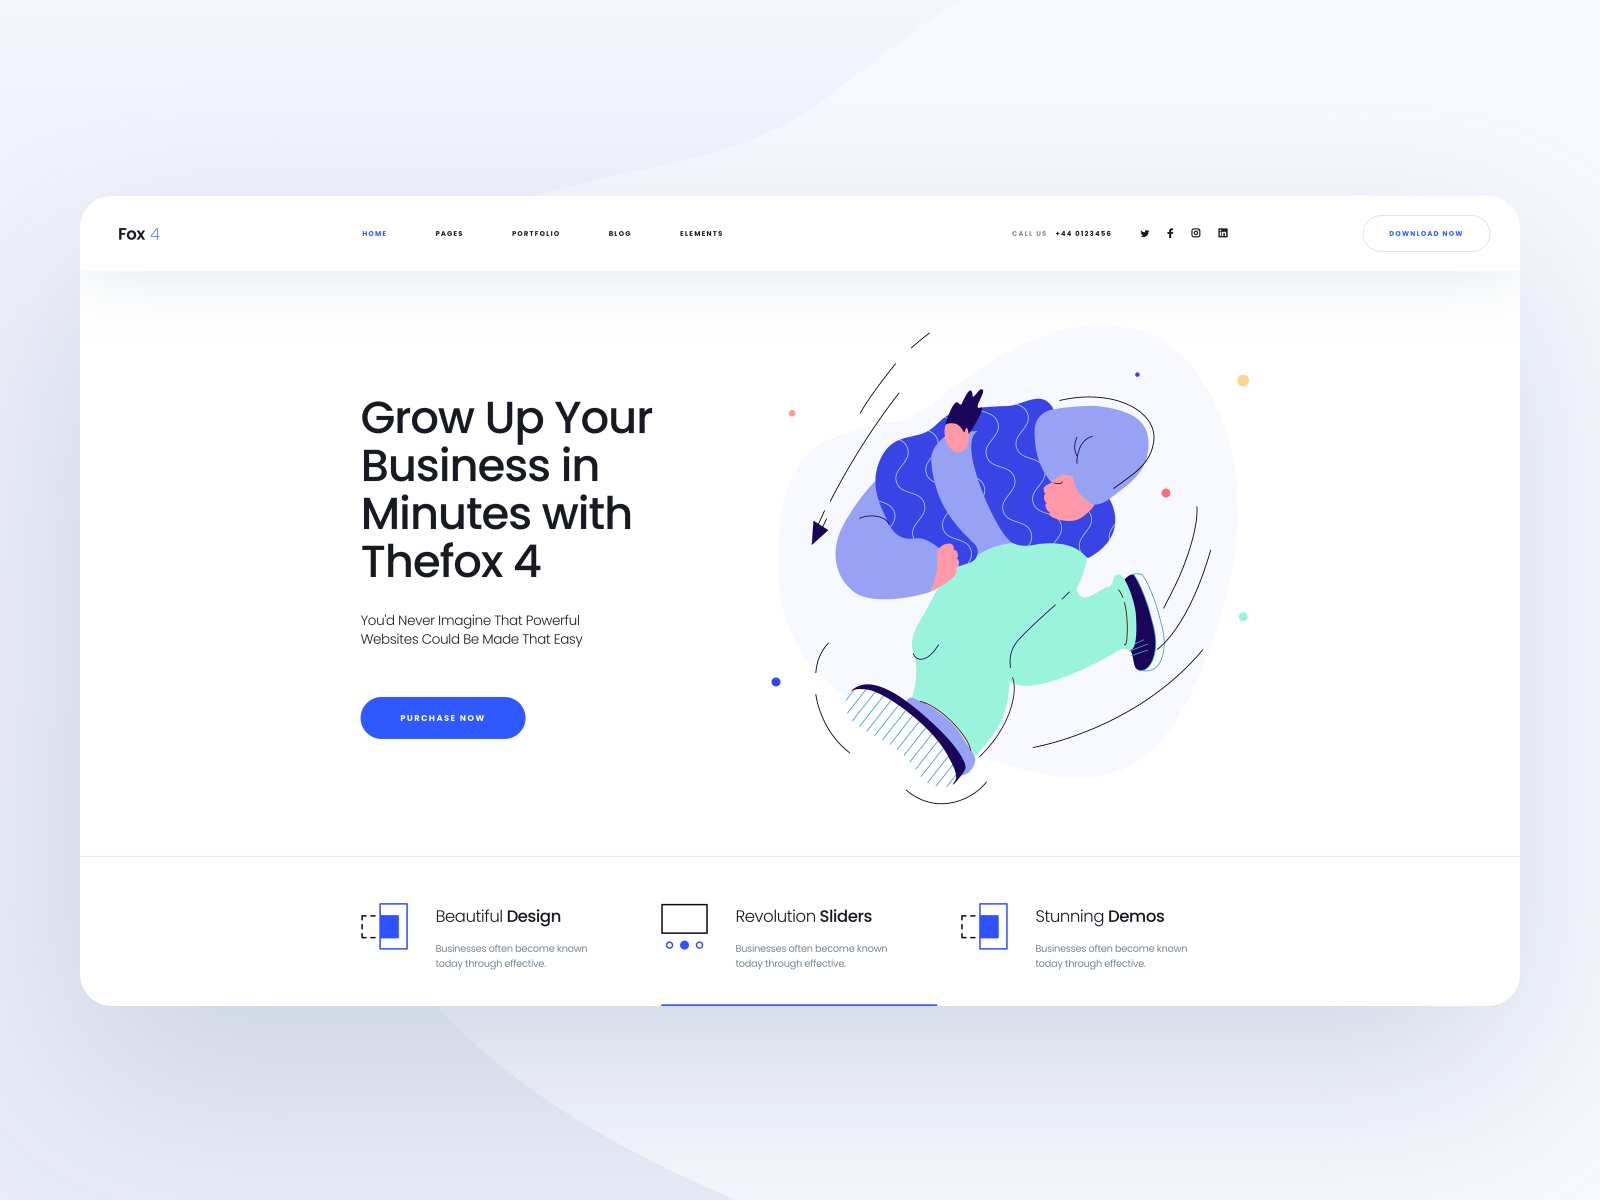 Fox 4
HOME PAGES PORTFOLIO BLOG ELEMENTS
CALL US +44 0123456
DOWNLOAD NOW
Grow Up Your
Business in
Minutes with
Thefox 4
You'd Never Imagine That Powerful
Websites Could Be Made That Easy
PURCHASE NOW
Beautiful Design
Businesses often become known
today through effective.
Revolution Sliders
Businesses often become known
today through effective.
Stunning Demos
Businesses often become known
today through effective.